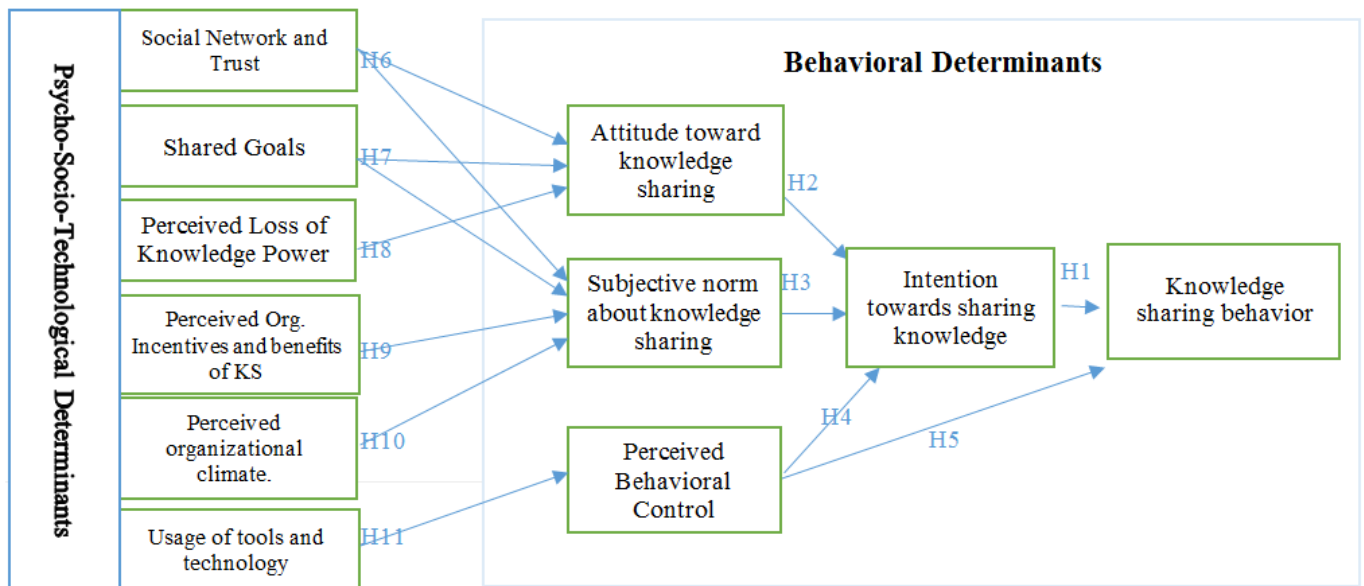 Psycho-Socio-Technological Determinants
Social Network and
Trust
Shared Goals
Perceived Loss of
Knowledge Power
Perceived Org.
Incentives and benefits
of KS
Perceived
organizational
climate.
Usage of tools and
technology
H6
H7
H8
H9
H10
H11
Behavioral Determinants
Attitude toward
knowledge
sharing
Subjective norm
about knowledge
sharing
Perceived
Behavioral
Control
H2
H3
H4
H5
Intention
towards sharing
knowledge
H1
Knowledge
sharing behavior